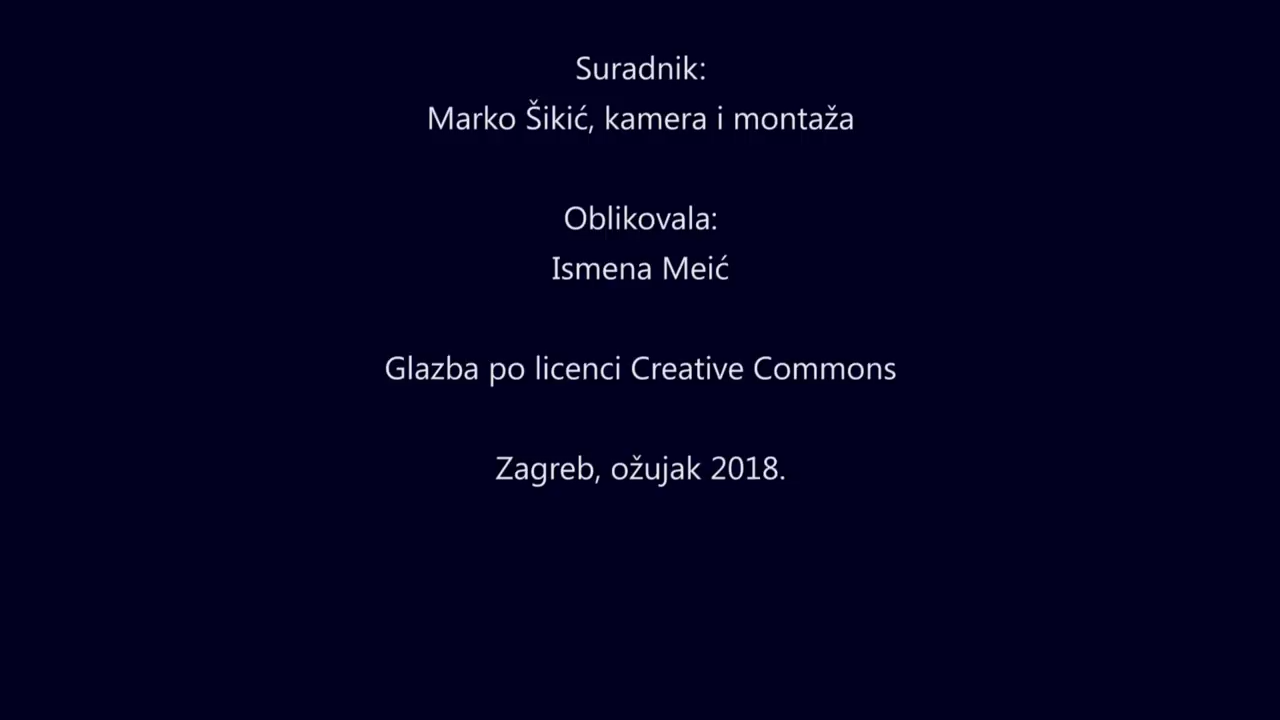 Suradnik:
Marko Šikić, kamera i montaža
Oblikovala:
Ismena Meić
Glazba po licenci Creative Commons
Zagreb, ožujak 2018.